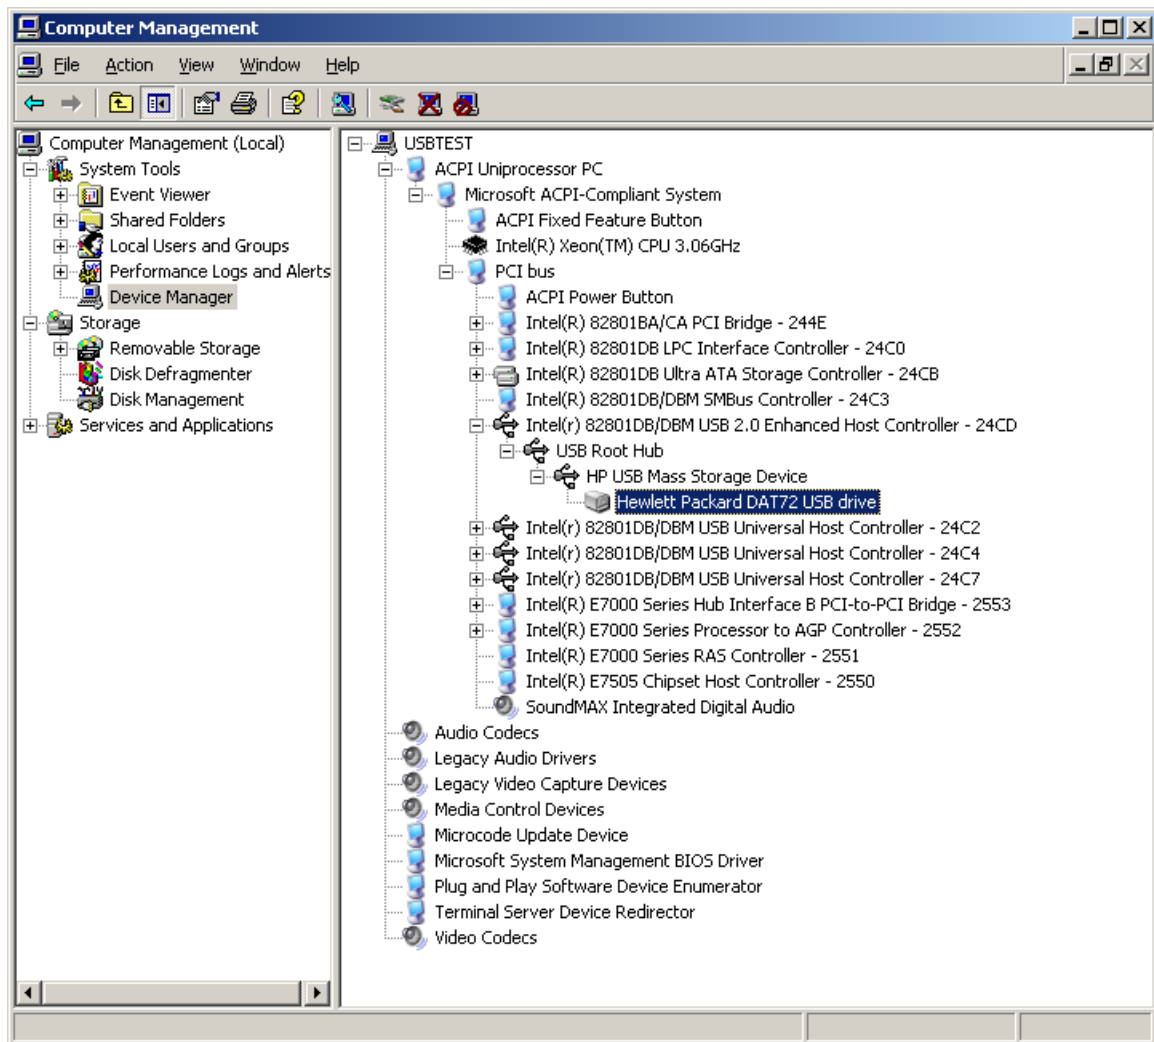 Computer Management
File Action View Window Help
Computer Management (Local)
System Tools
Event Viewer
Shared Folders
Local Users and Groups
Performance Logs and Alerts
Device Manager
Storage
Removable Storage
Disk Defragmenter
Disk Management
Services and Applications
USBTEST
ACPI Uniprocessor PC
Microsoft ACPI-Compliant System
ACPI Fixed Feature Button
Intel(R) Xeon(TM) CPU 3.06GHz
PCI bus
ACPI Power Button
Intel(R) 82801BA/CA PCI Bridge - 244E
Intel(R) 82801DB LPC Interface Controller - 24C0
Intel(R) 82801DB Ultra ATA Storage Controller - 24CB
Intel(R) 82801DB/DBM SMBus Controller - 24C3
Intel(r) 82801DB/DBM USB 2.0 Enhanced Host Controller - 24CD
USB Root Hub
HP USB Mass Storage Device
Hewlett Packard DAT72 USB drive
Intel(r) 82801DB/DBM USB Universal Host Controller - 24C2
Intel(r) 82801DB/DBM USB Universal Host Controller - 24C4
Intel(r) 82801DB/DBM USB Universal Host Controller - 24C7
Intel(R) E7000 Series Hub Interface B PCI-to-PCI Bridge - 2553
Intel(R) E7000 Series Processor to AGP Controller - 2552
Intel(R) E7000 Series RAS Controller - 2551
Intel(R) E7505 Chipset Host Controller - 2550
SoundMAX Integrated Digital Audio
Audio Codecs
Legacy Audio Drivers
Legacy Video Capture Devices
Media Control Devices
Microcode Update Device
Microsoft System Management BIOS Driver
Plug and Play Software Device Enumerator
Terminal Server Device Redirector
Video Codecs